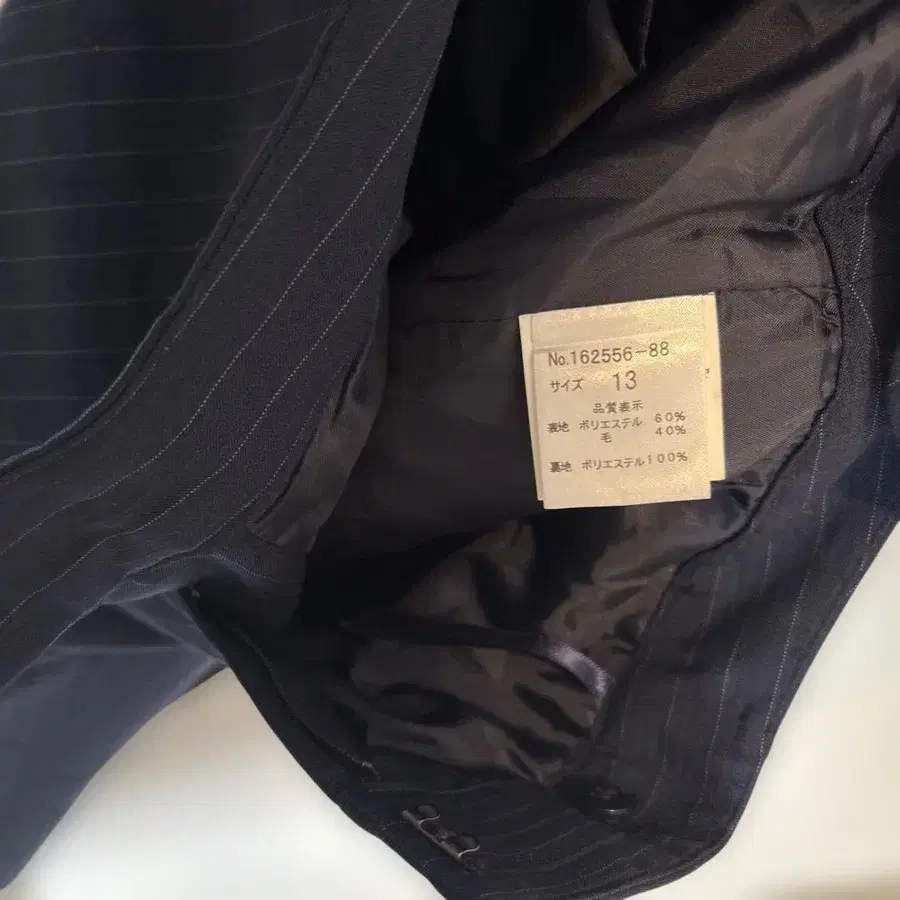 No.162556-88
サイズ 13
品質表示
表地 ポリエステル 60%
毛 40%
裏地 ポリエステル100%